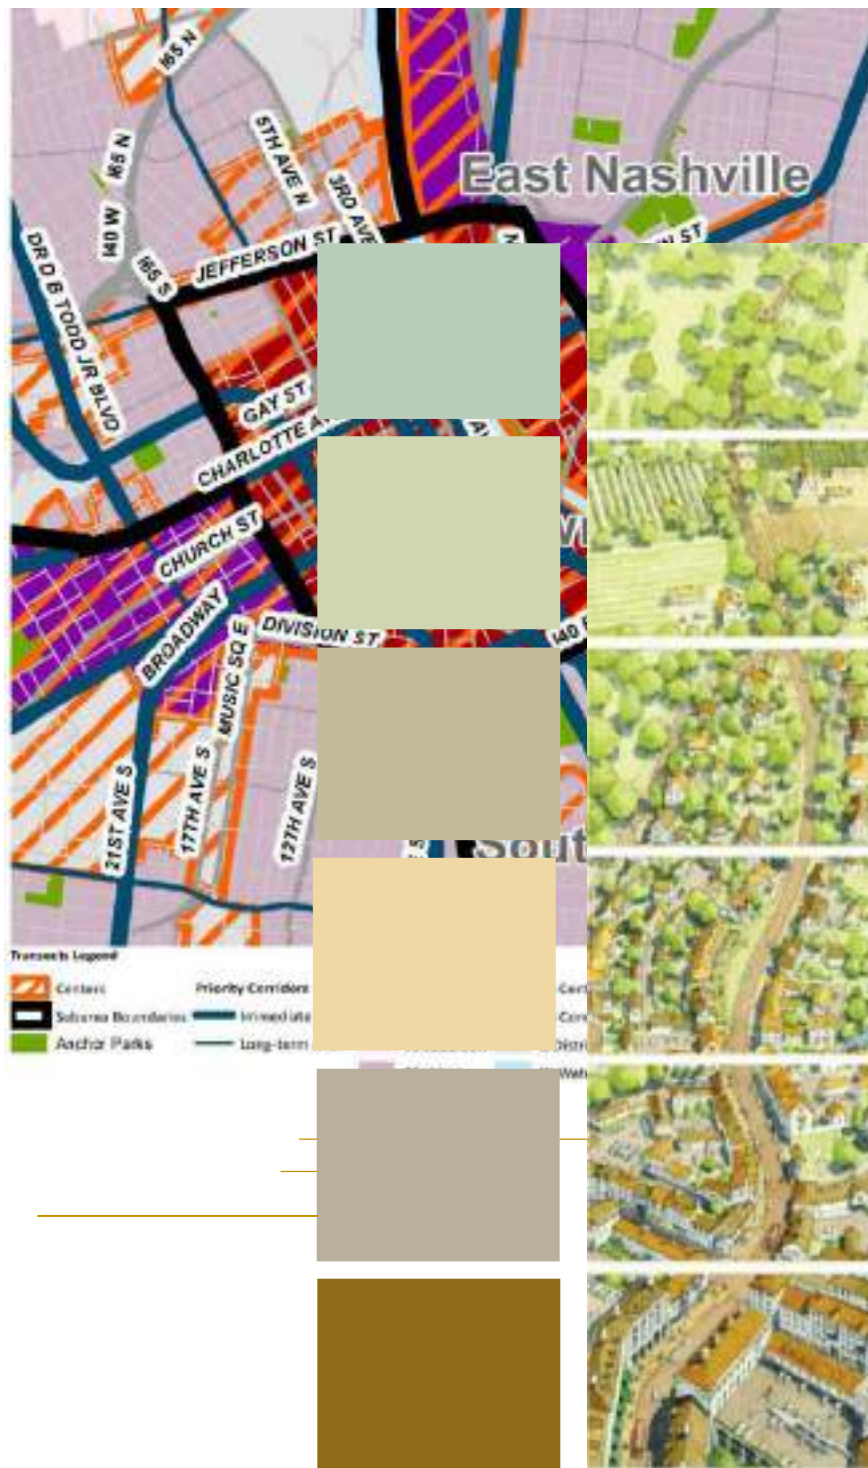 I65 N
East Nashville
5TH AVE N
I65 N
3RD AVE
I40 W
JEFFERSON ST
I65 S
DR D B TODD JR BLVD
GAY ST
CHARLOTTE AV
CHURCH ST
BROADWAY
MUSIC SQ E
DIVISION ST
I40
21ST AVE S
17TH AVE S
12TH AVE S
Sout
Transects Legend
Centers
Priority Corridors
Subarea Boundaries
Immediate
Anchor Parks
Long-term